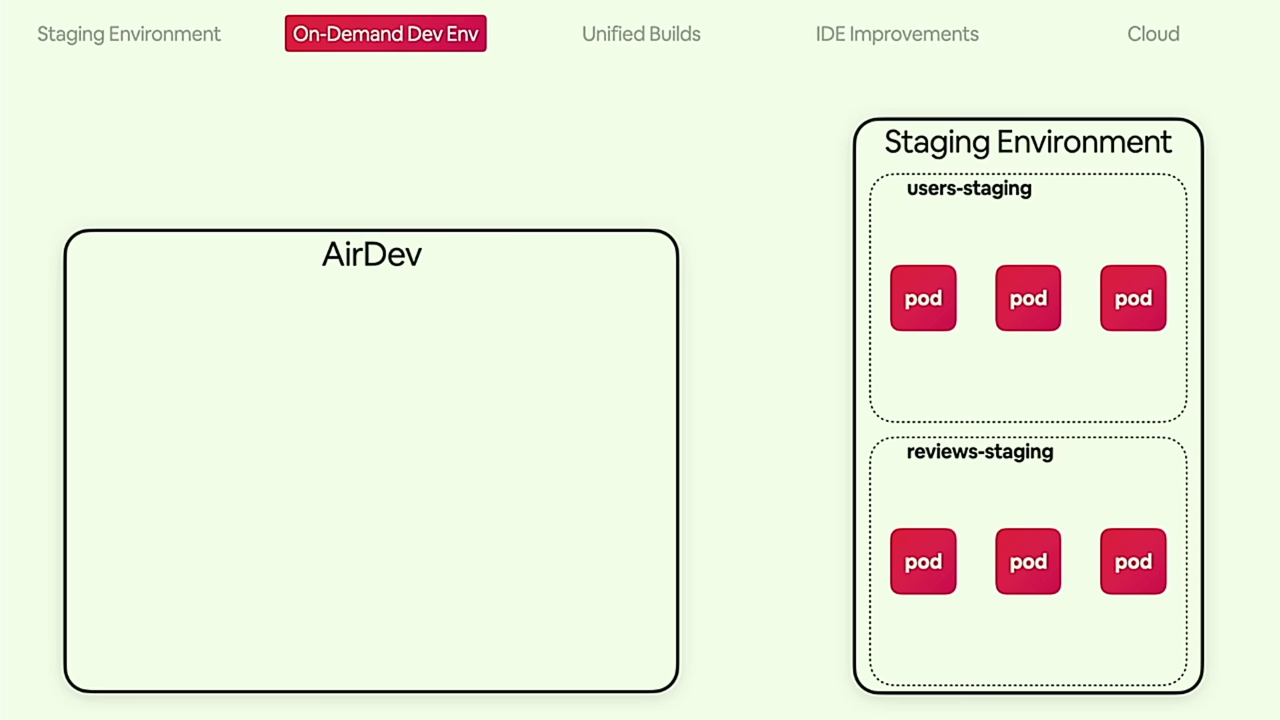 Staging Environment
On-Demand Dev Env
Unified Builds
IDE Improvements
Cloud
AirDev
Staging Environment
users-staging
pod
pod
pod
reviews-staging
pod
pod
pod